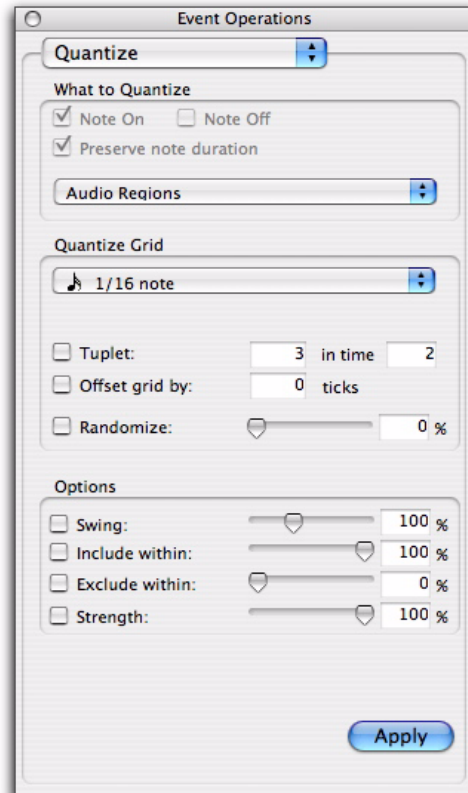 Event Operations
Quantize
What to Quantize
Note On Note Off
Preserve note duration
Audio Regions
Quantize Grid
1/16 note
Tuplet: 3 in time 2
Offset grid by: 0 ticks
Randomize: 0 %
Options
Swing: 100 %
Include within: 100 %
Exclude within: 0 %
Strength: 100 %
Apply